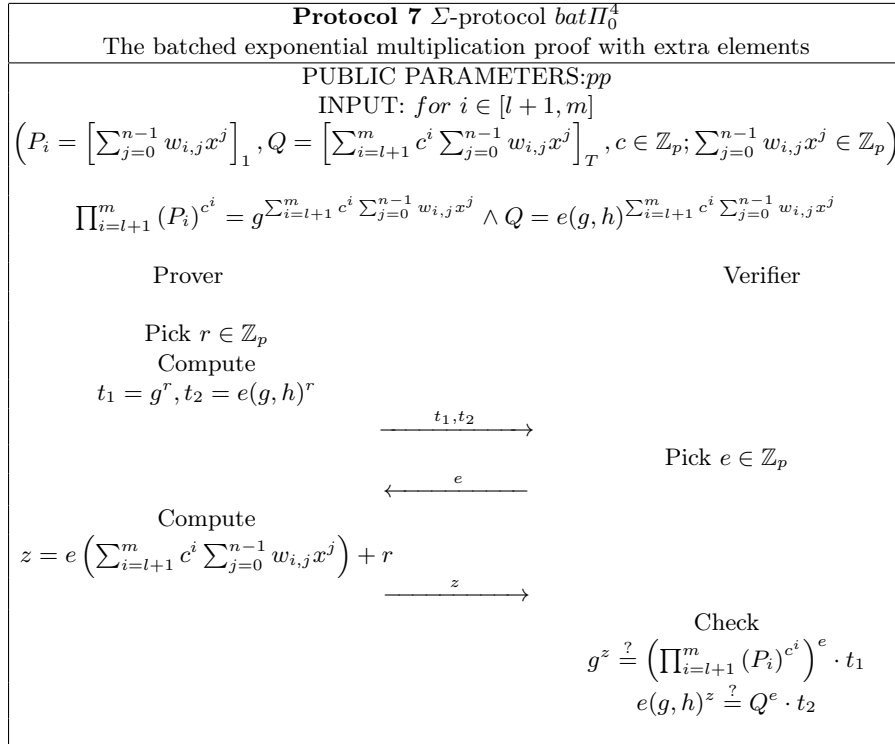 Protocol 7 Σ-protocol batΠ₀⁴
The batched exponential multiplication proof with extra elements
PUBLIC PARAMETERS:pp
INPUT: for i ∈ [l + 1, m]
(P_i = [∑_{j=0}^{n−1} w_{i,j} x^j]_1, Q = [∑_{i=l+1}^{m} c^i ∑_{j=0}^{n−1} w_{i,j} x^j]_T, c ∈ ℤ_p; ∑_{j=0}^{n−1} w_{i,j} x^j ∈ ℤ_p)
∏_{i=l+1}^{m} (P_i)^{c^i} = g^{∑_{i=l+1}^{m} c^i ∑_{j=0}^{n−1} w_{i,j} x^j} ∧ Q = e(g, h)^{∑_{i=l+1}^{m} c^i ∑_{j=0}^{n−1} w_{i,j} x^j}
Prover Verifier
Pick r ∈ ℤ_p
Compute
t_1 = g^r, t_2 = e(g, h)^r
t_1,t_2
Pick e ∈ ℤ_p
e
Compute
z = e (∑_{i=l+1}^{m} c^i ∑_{j=0}^{n−1} w_{i,j} x^j) + r
z
Check
g^z ≟ (∏_{i=l+1}^{m} (P_i)^{c^i})^e · t_1
e(g, h)^z ≟ Q^e · t_2